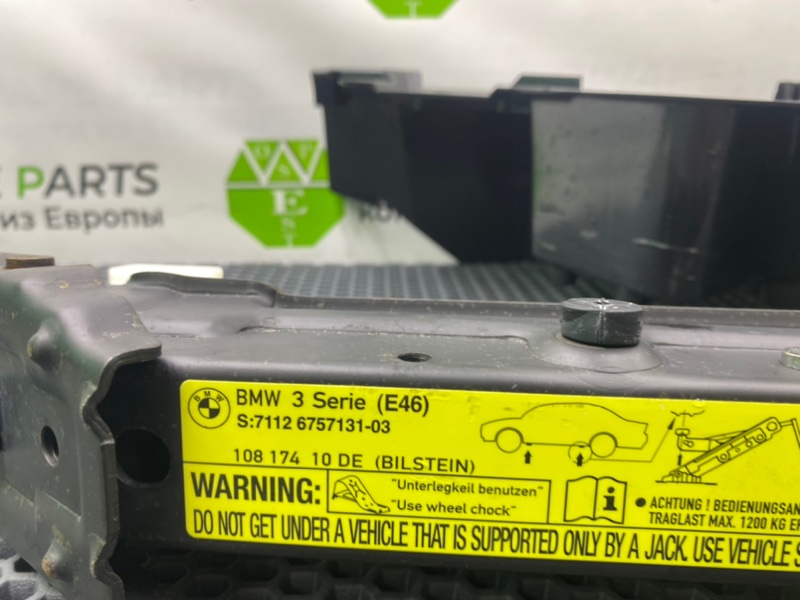 PARTS
из Европы
WEST
BMW
BMW 3 Serie (E46)
S:7112 6757131-03
108 174 10 DE (BILSTEIN)
WARNING:
"Unterlegkeil benutzen"
"Use wheel chock"
i
● ACHTUNG ! BEDIENUNGSAN
TRAGLAST MAX. 1200 KG
DO NOT GET UNDER A VEHICLE THAT IS SUPPORTED ONLY BY A JACK. USE VEHICLE S